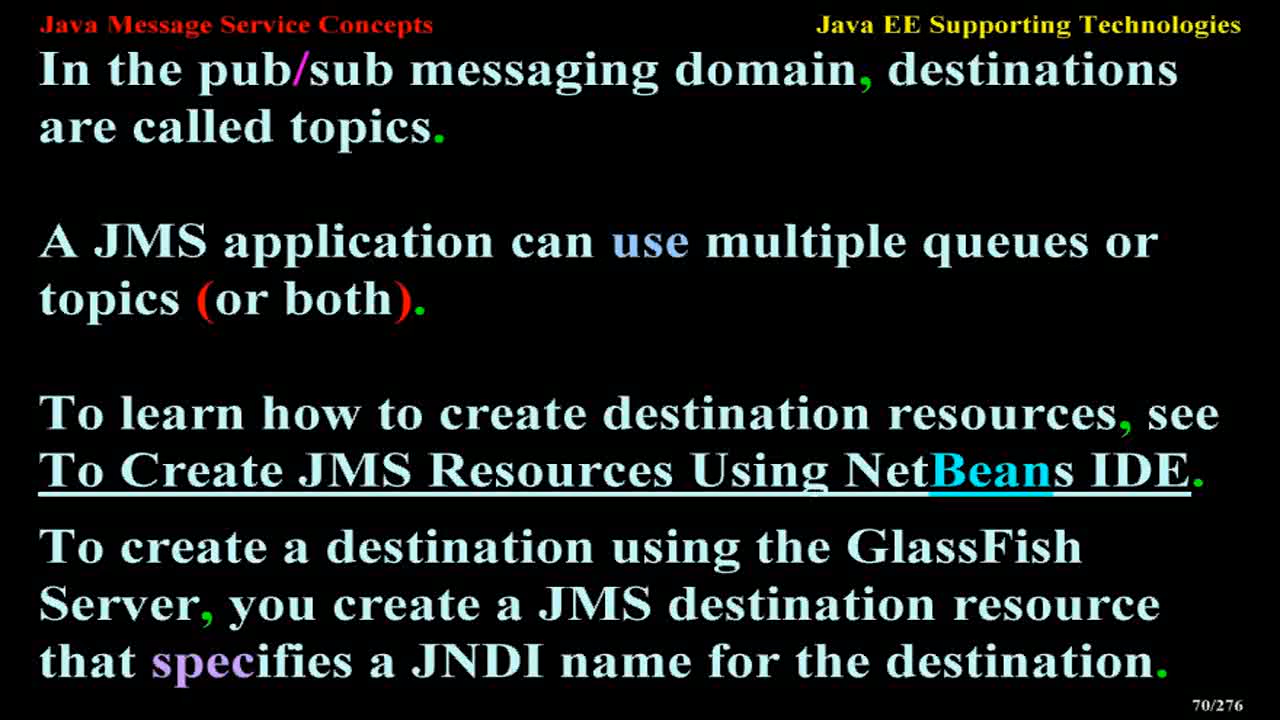 Java Message Service Concepts
Java EE Supporting Technologies
In the pub/sub messaging domain, destinations
are called topics.
A JMS application can use multiple queues or
topics (or both).
To learn how to create destination resources, see
To Create JMS Resources Using NetBeans IDE.
To create a destination using the GlassFish
Server, you create a JMS destination resource
that specifies a JNDI name for the destination.
70/276